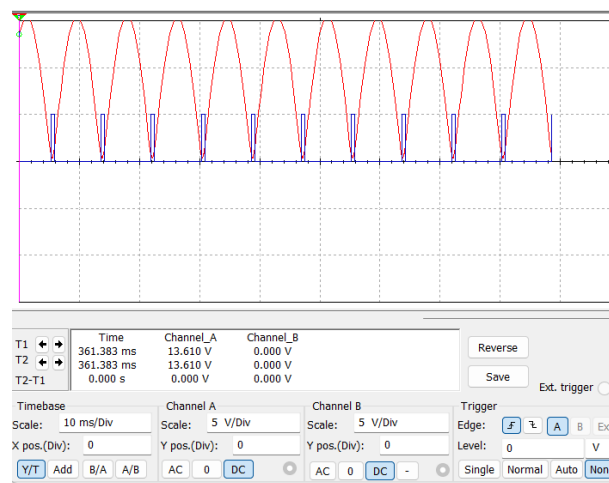 Time Channel_A Channel_B
T1 361.383 ms 13.610 V 0.000 V
T2 361.383 ms 13.610 V 0.000 V
T2-T1 0.000 s 0.000 V 0.000 V
Reverse
Save
Ext. trigger
Timebase
Scale: 10 ms/Div
X pos.(Div): 0
Y/T Add B/A A/B
Channel A
Scale: 5 V/Div
Y pos.(Div): 0
AC 0 DC
Channel B
Scale: 5 V/Div
Y pos.(Div): 0
AC 0 DC -
Trigger
Edge: A B Ex
Level: 0 V
Single Normal Auto Non